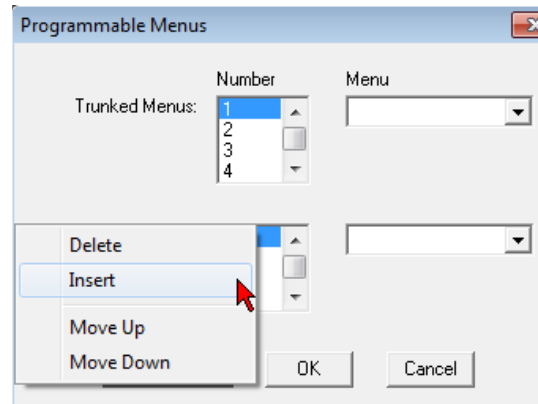 Programmable Menus
Number Menu
Trunked Menus:
1
2
3
4
Delete
Insert
Move Up
Move Down
OK Cancel